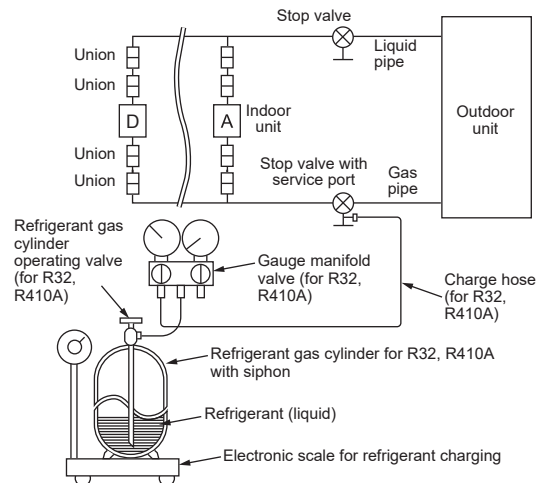 Stop valve
Union
Liquid
pipe
Union
D
A
Indoor
unit
Outdoor
unit
Union
Union
Stop valve with
service port
Gas
pipe
Refrigerant gas
cylinder
operating valve
(for R32,
R410A)
Gauge manifold
valve (for R32,
R410A)
Charge hose
(for R32,
R410A)
Refrigerant gas cylinder for R32, R410A
with siphon
Refrigerant (liquid)
Electronic scale for refrigerant charging